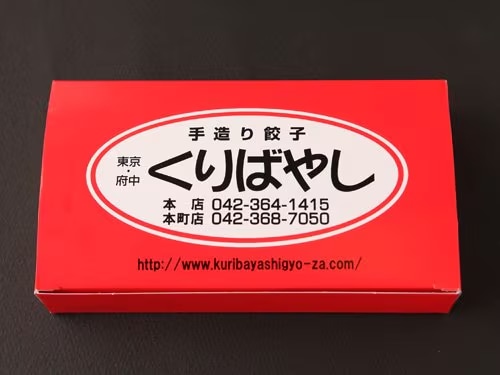 手造り餃子
東京・府中
くりばやし
本 店 042-364-1415
本町店 042-368-7050
http://www.kuribayashigyo-za.com/